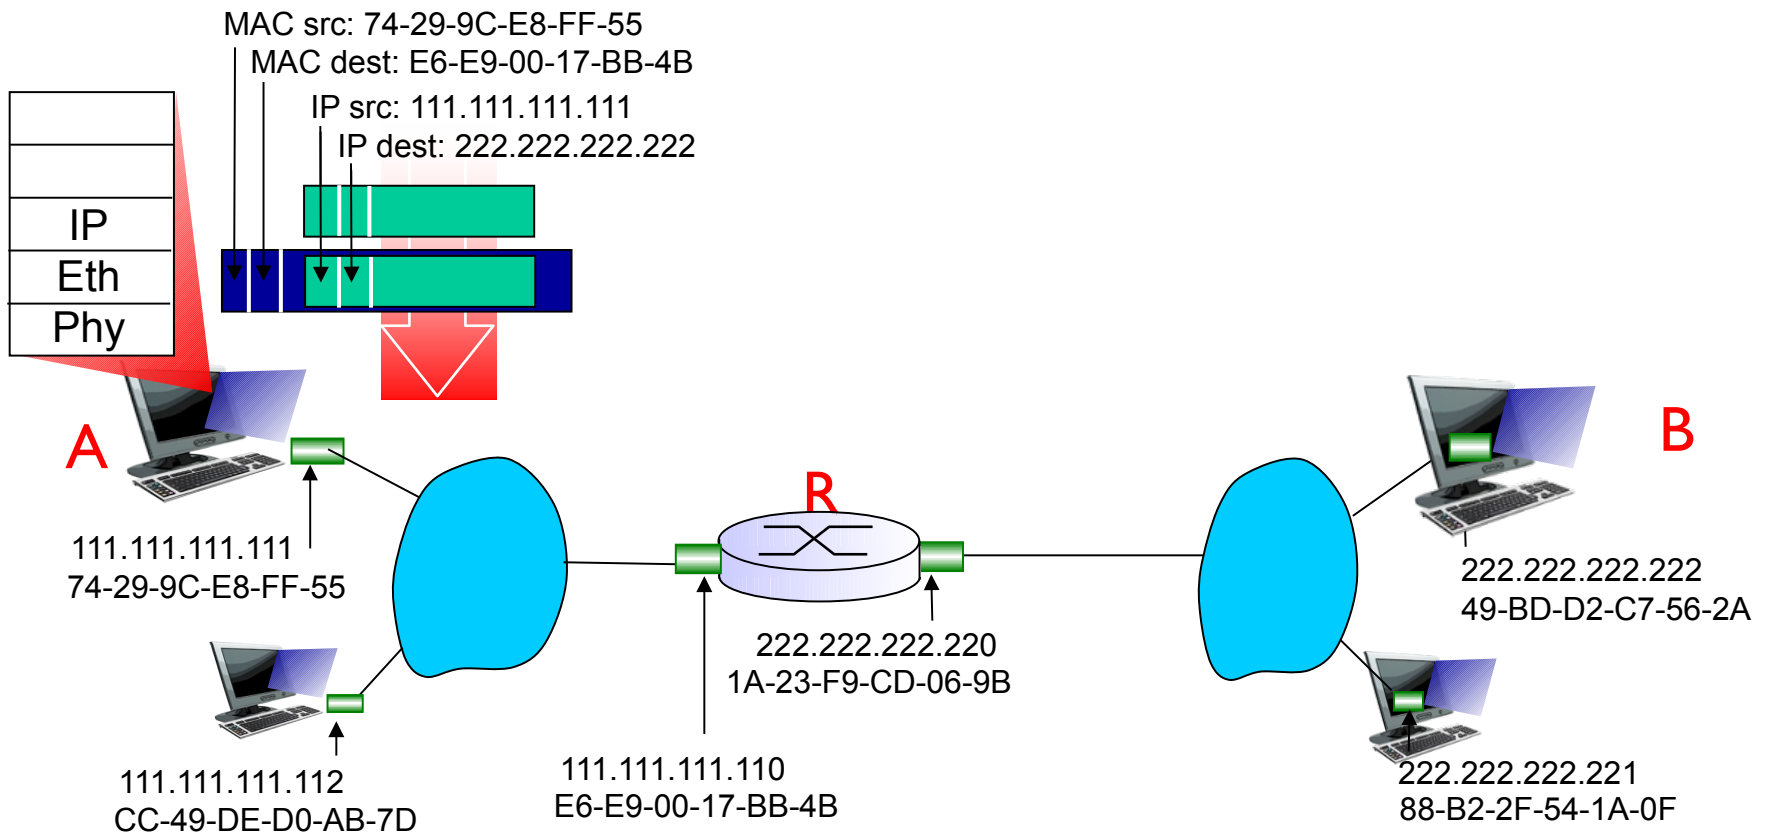 MAC src: 74-29-9C-E8-FF-55
MAC dest: E6-E9-00-17-BB-4B
IP src: 111.111.111.111
IP dest: 222.222.222.222
IP
Eth
Phy
A
R
B
111.111.111.111
74-29-9C-E8-FF-55
222.222.222.222
49-BD-D2-C7-56-2A
222.222.222.220
1A-23-F9-CD-06-9B
111.111.111.112
CC-49-DE-D0-AB-7D
111.111.111.110
E6-E9-00-17-BB-4B
222.222.222.221
88-B2-2F-54-1A-0F